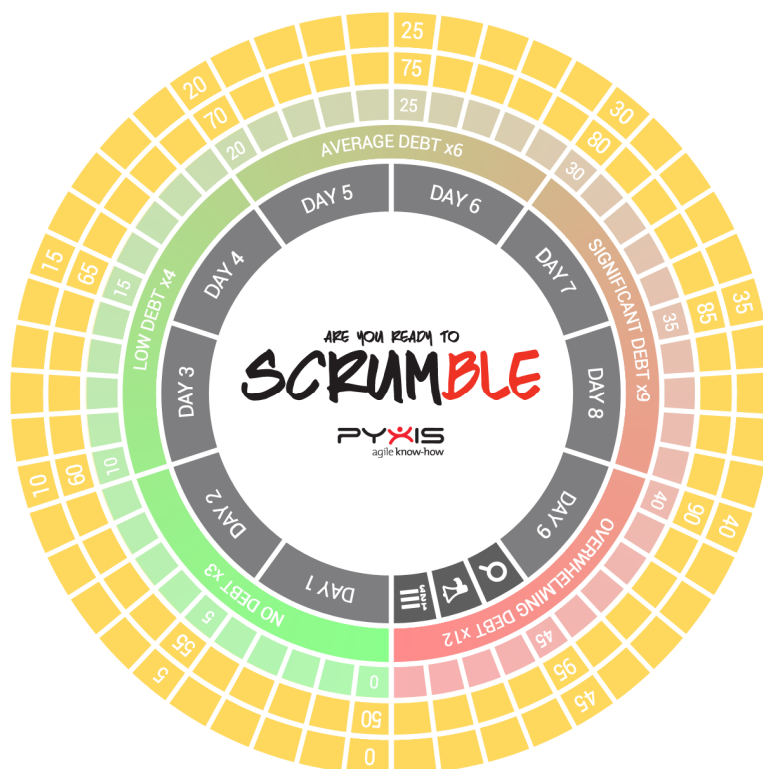 ARE YOU READY TO
SCRUMBLE
PYXIS
agile know-how
DAY 1
DAY 2
DAY 3
DAY 4
DAY 5
DAY 6
DAY 7
DAY 8
DAY 9
NO DEBT x3
LOW DEBT x4
AVERAGE DEBT x6
SIGNIFICANT DEBT x9
OVERWHELMING DEBT x12
0
5
10
15
20
25
30
35
40
45
50
55
60
65
70
75
80
85
90
95
0
5
10
15
20
25
30
35
40
45